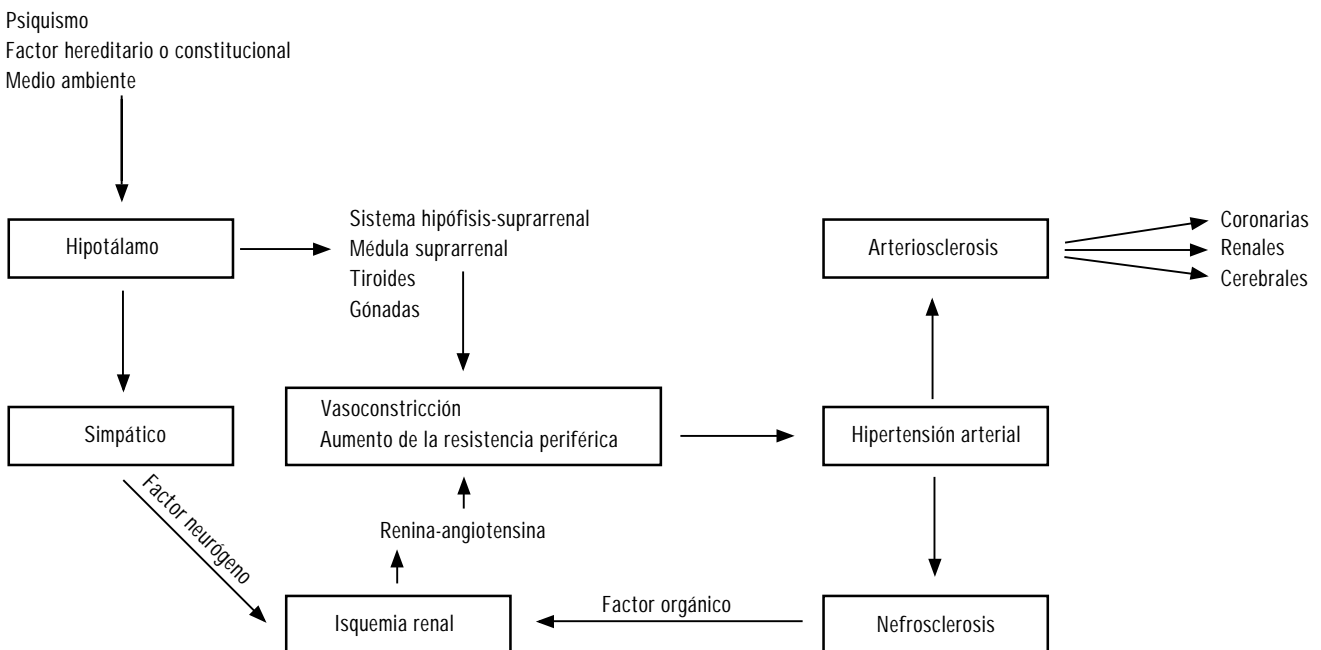 Psiquismo
Factor hereditario o constitucional
Medio ambiente
Hipotálamo
Sistema hipófisis-suprarrenal
Médula suprarrenal
Tiroides
Gónadas
Arteriosclerosis
Coronarias
Renales
Cerebrales
Simpático
Vasoconstricción
Aumento de la resistencia periférica
Hipertensión arterial
Factor neurógeno
Renina-angiotensina
Isquemia renal
Factor orgánico
Nefrosclerosis